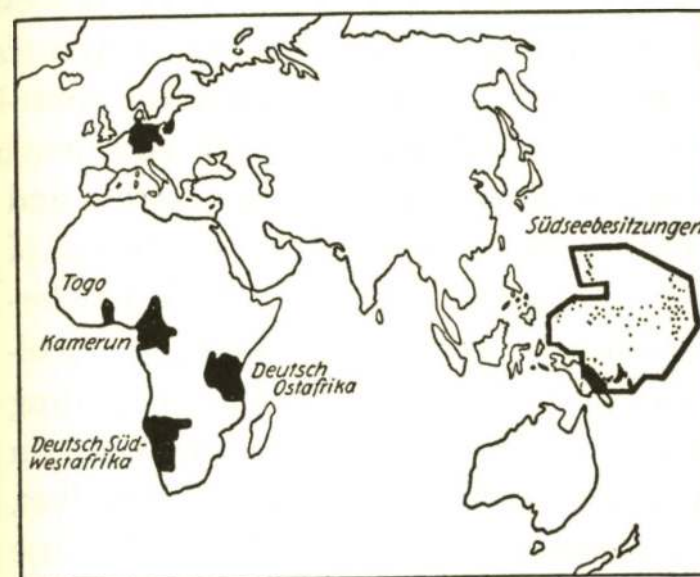 Südseebesitzungen
Togo
Kamerun
Deutsch
Ostafrika
Deutsch Süd-
westafrika